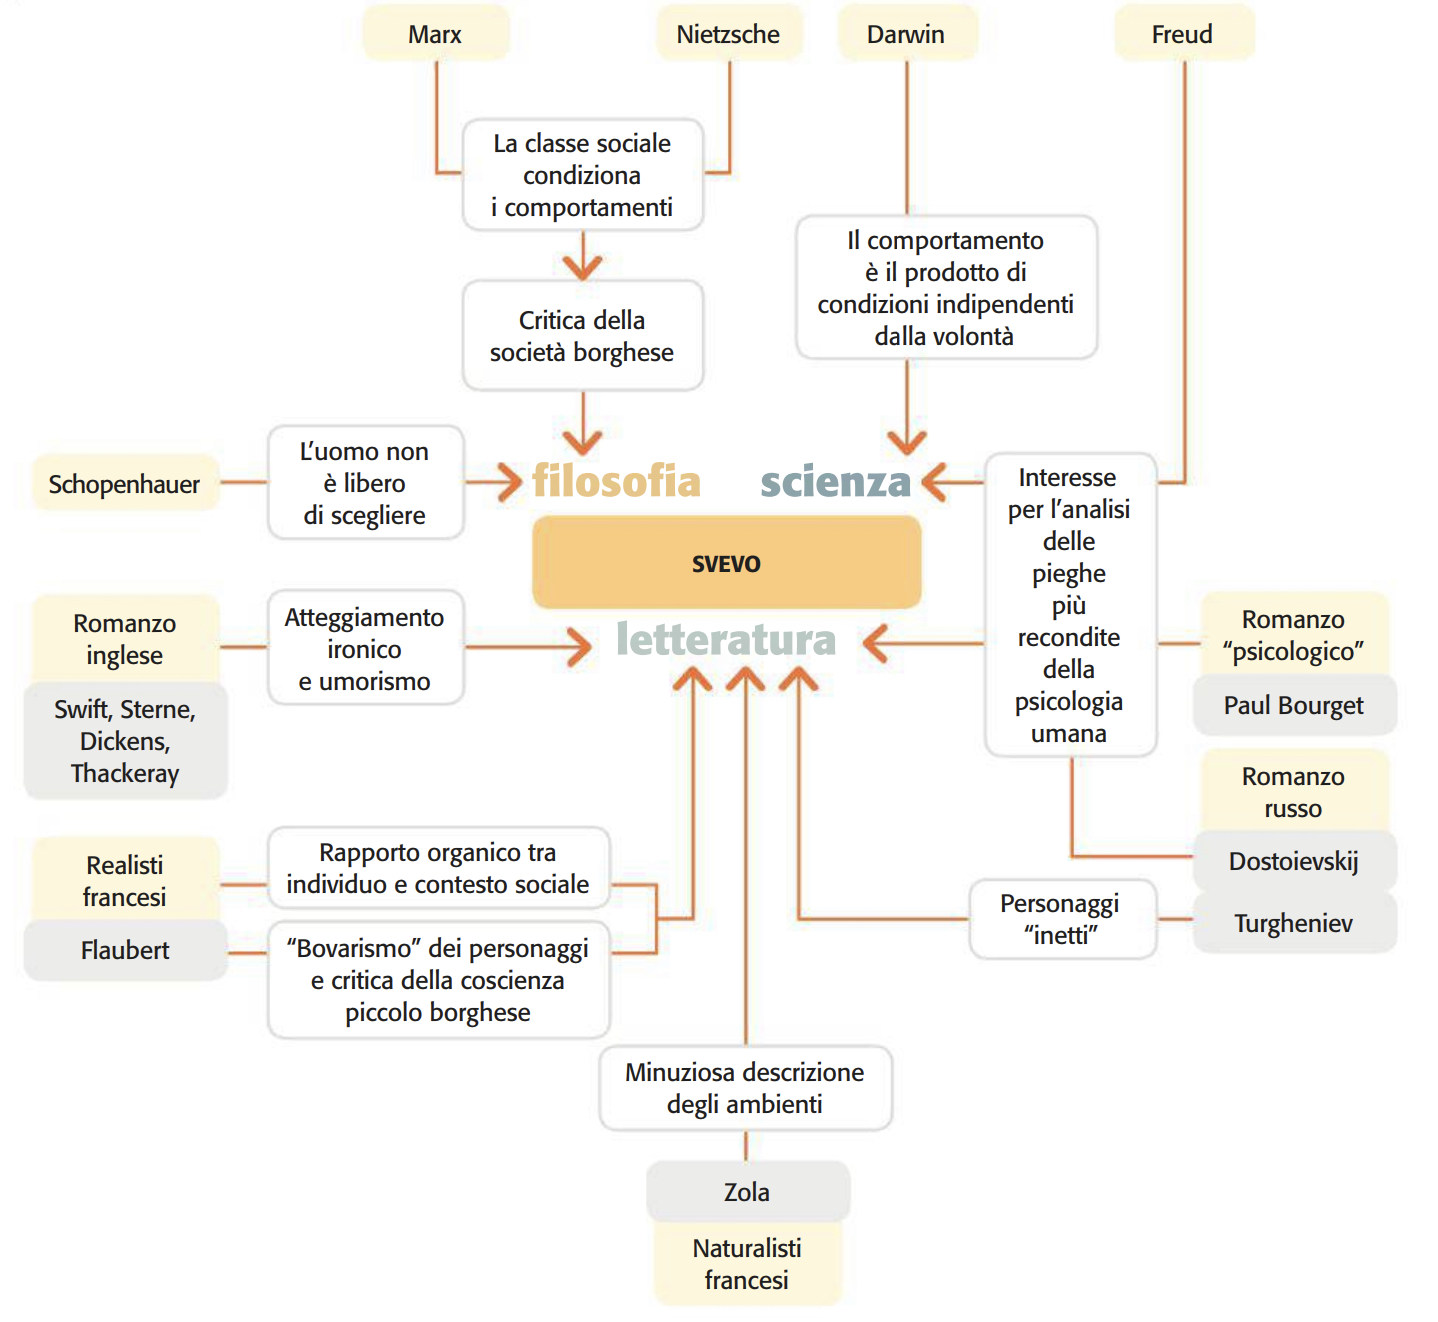 Marx
Nietzsche
Darwin
Freud
La classe sociale
condiziona
i comportamenti
Il comportamento
è il prodotto di
condizioni indipendenti
dalla volontà
Critica della
società borghese
Schopenhauer
L’uomo non
è libero
di scegliere
filosofia
scienza
Interesse
per l’analisi
delle
pieghe
più
recondite
della
psicologia
umana
SVEVO
Romanzo
inglese
Swift, Sterne,
Dickens,
Thackeray
Atteggiamento
ironico
e umorismo
letteratura
Romanzo
“psicologico”
Paul Bourget
Romanzo
russo
Dostoievskij
Turgheniev
Personaggi
“inetti”
Realisti
francesi
Flaubert
Rapporto organico tra
individuo e contesto sociale
“Bovarismo” dei personaggi
e critica della coscienza
piccolo borghese
Minuziosa descrizione
degli ambienti
Zola
Naturalisti
francesi